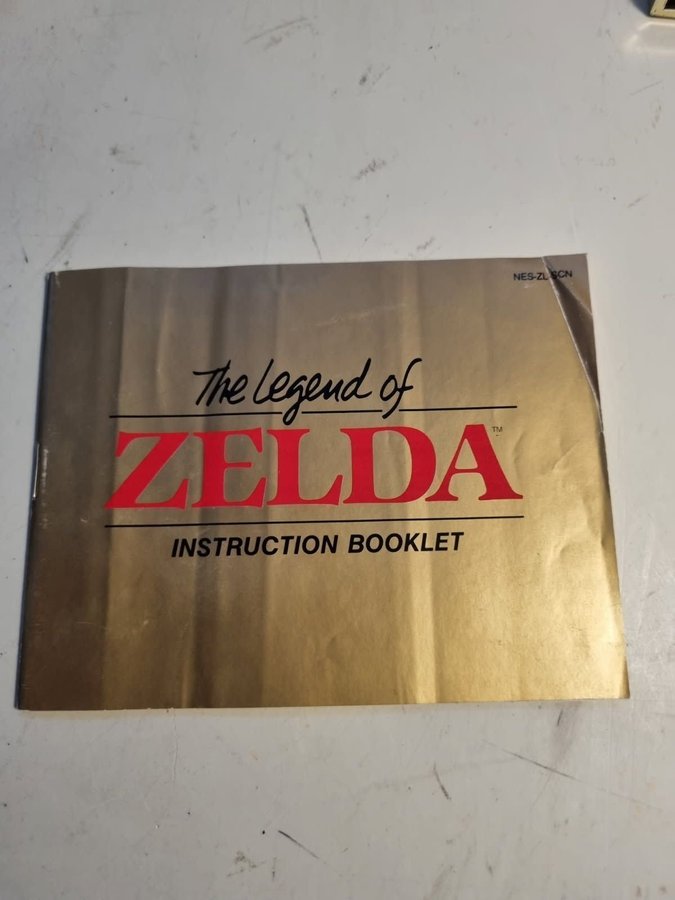 NES-ZL-SCN
The Legend of
ZELDA™
INSTRUCTION BOOKLET